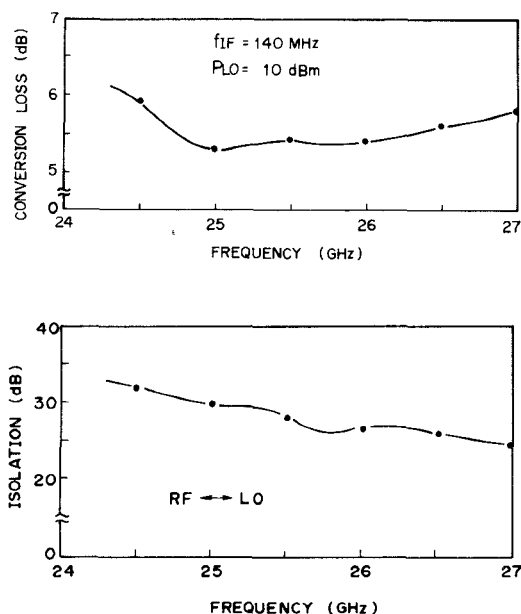 7
6
5
0
CONVERSION LOSS (dB)
fIF = 140 MHz
PLO = 10 dBm
24 25 26 27
FREQUENCY (GHz)
40
30
20
0
ISOLATION (dB)
RF ⟷ LO
24 25 26 27
FREQUENCY (GHz)